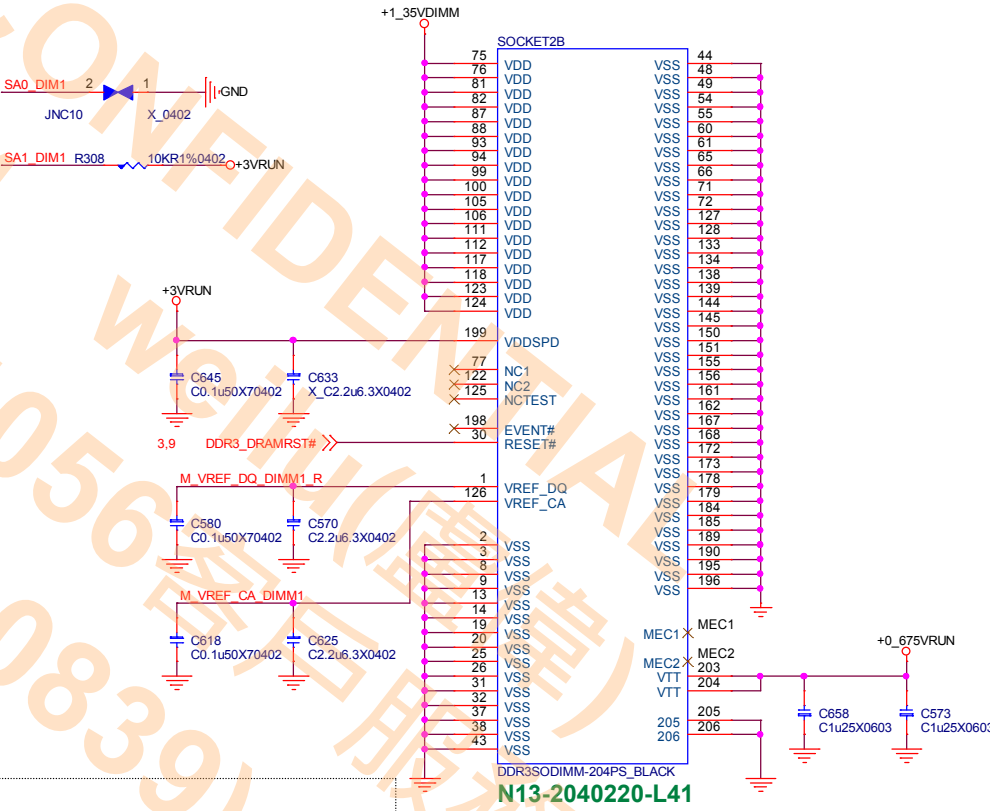 +1_35VDIMM
SOCKET2B
SA0_DIM1 2 1 GND
JNC10 X_0402
SA1_DIM1 R308 10KR1%0402 +3VRUN
75 VDD
76 VDD
81 VDD
82 VDD
87 VDD
88 VDD
93 VDD
94 VDD
99 VDD
100 VDD
105 VDD
106 VDD
111 VDD
112 VDD
117 VDD
118 VDD
123 VDD
124 VDD
+3VRUN
199 VDDSPD
C645
C0.1u50X70402
C633
X_C2.2u6.3X0402
77 NC1
122 NC2
125 NCTEST
198 EVENT#
3,9 DDR3_DRAMRST# 30 RESET#
M_VREF_DQ_DIMM1_R 1 VREF_DQ
126 VREF_CA
C580
C0.1u50X70402
C570
C2.2u6.3X0402
M_VREF_CA_DIMM1
C618
C0.1u50X70402
C625
C2.2u6.3X0402
2 VSS
3 VSS
8 VSS
9 VSS
13 VSS
14 VSS
19 VSS
20 VSS
25 VSS
26 VSS
31 VSS
32 VSS
37 VSS
38 VSS
43 VSS
VSS 44
VSS 48
VSS 49
VSS 54
VSS 55
VSS 60
VSS 61
VSS 65
VSS 66
VSS 71
VSS 72
VSS 127
VSS 128
VSS 133
VSS 134
VSS 138
VSS 139
VSS 144
VSS 145
VSS 150
VSS 151
VSS 155
VSS 156
VSS 161
VSS 162
VSS 167
VSS 168
VSS 172
VSS 173
VSS 178
VSS 179
VSS 184
VSS 185
VSS 189
VSS 190
VSS 195
VSS 196
MEC1 MEC1
MEC2 MEC2
VTT 203
VTT 204
+0_675VRUN
205 205
206 206
C658
C1u25X0603
C573
C1u25X0603
DDR3SODIMM-204PS_BLACK
N13-2040220-L41
CONFIDENTIAL